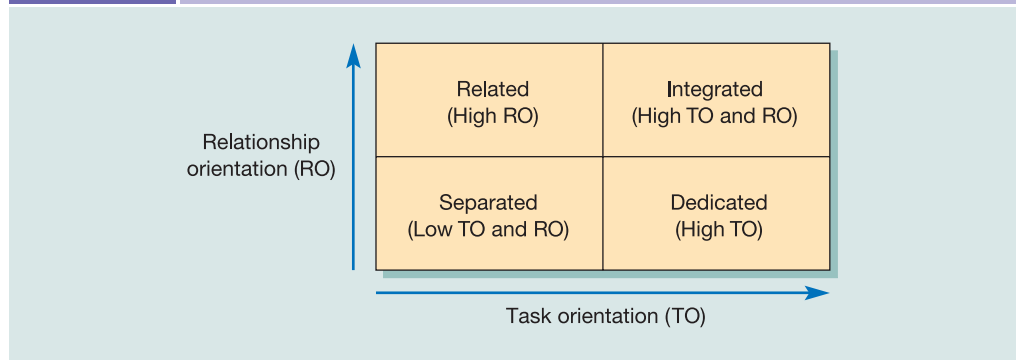 Related
(High RO)
Integrated
(High TO and RO)
Relationship
orientation (RO)
Separated
(Low TO and RO)
Dedicated
(High TO)
Task orientation (TO)